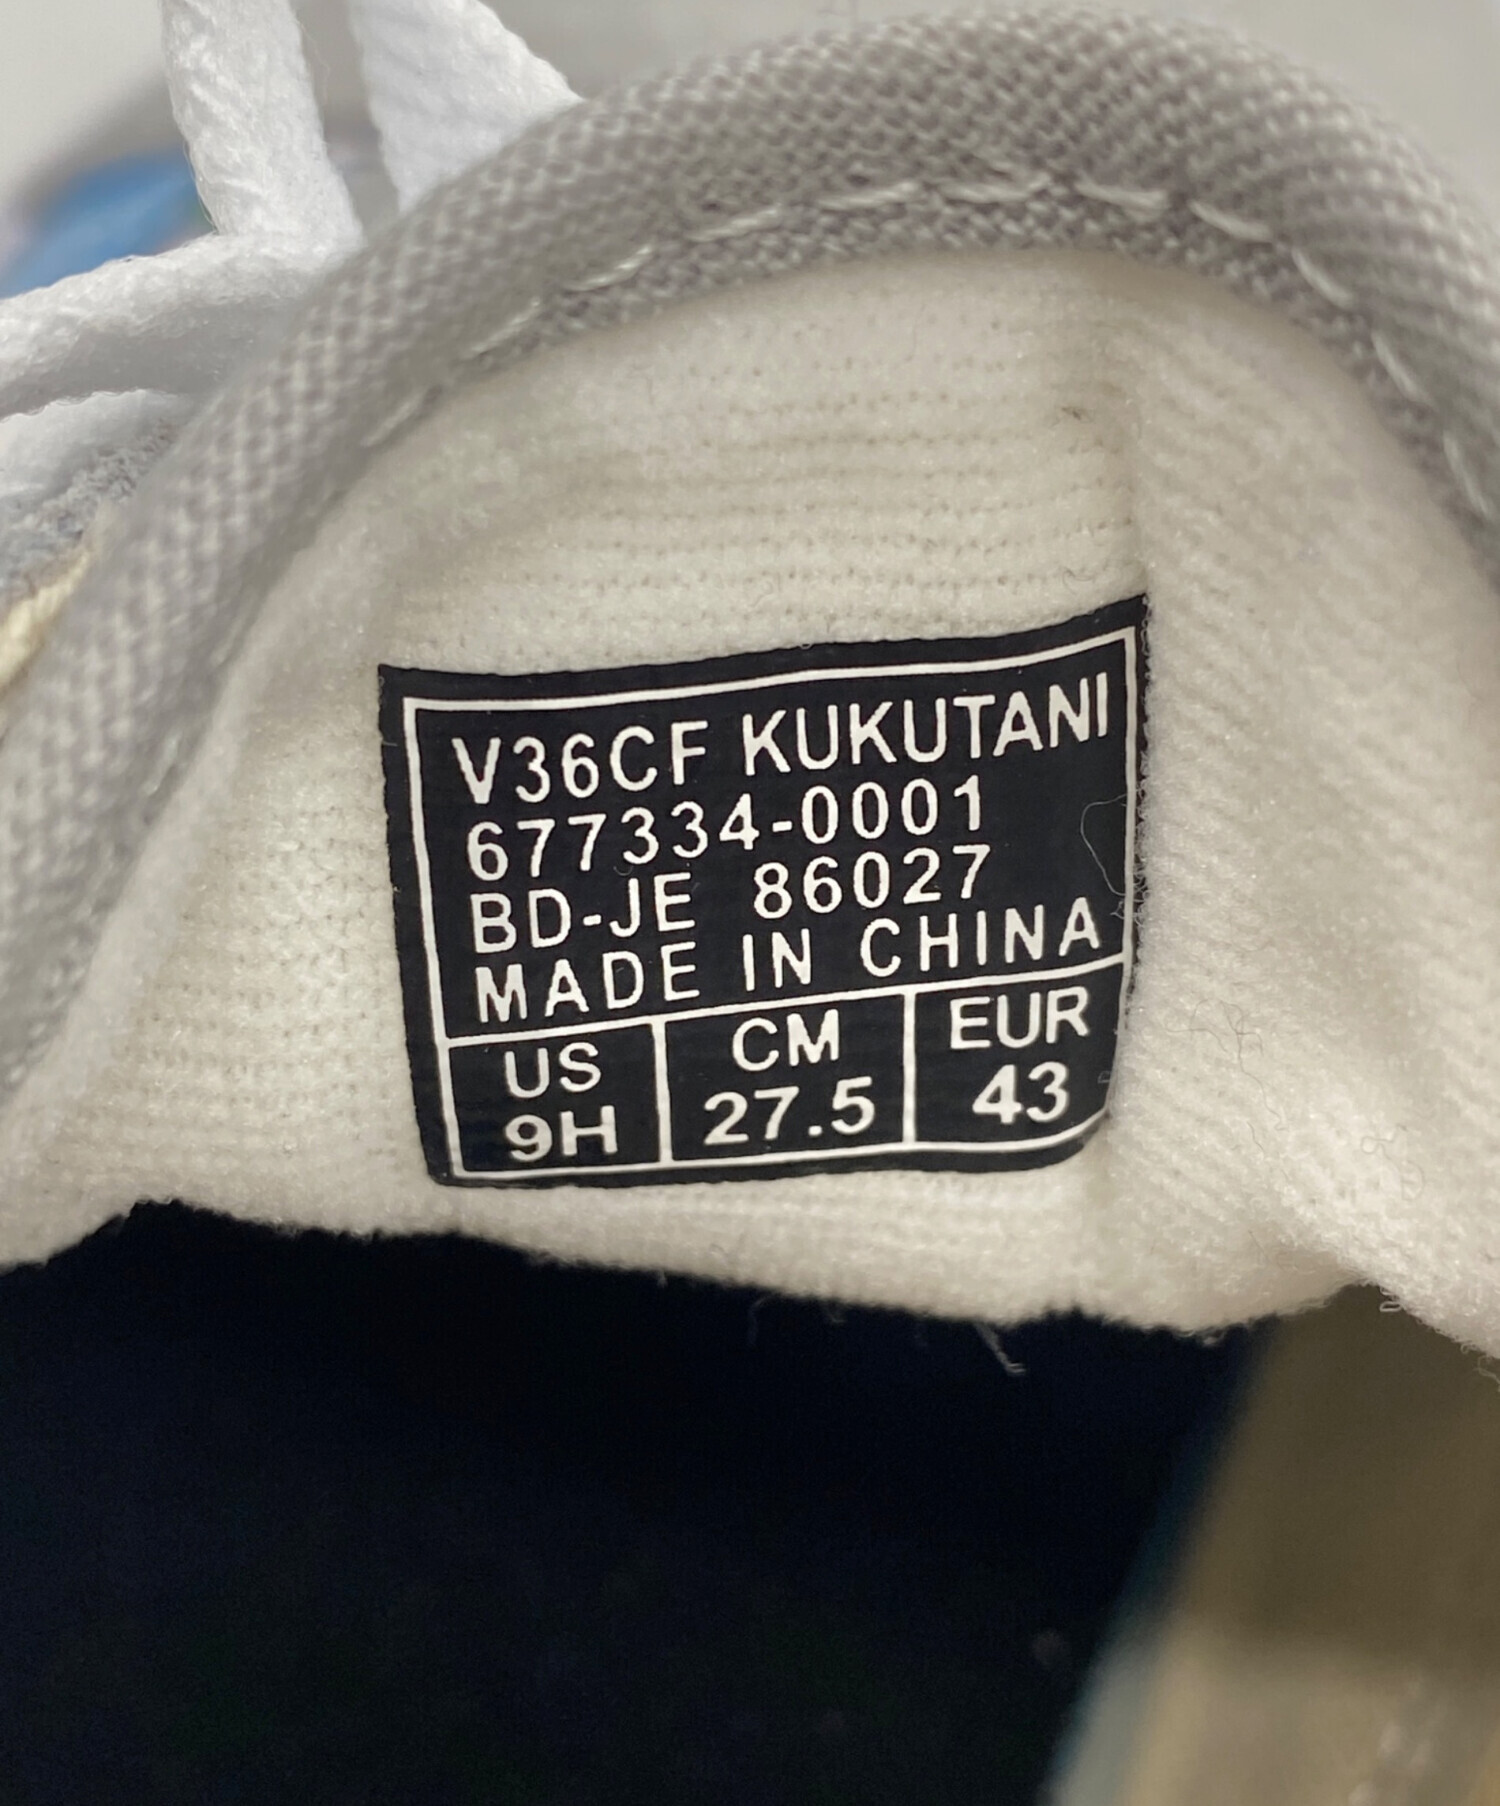 V36CF KUKUTANI
677334-0001
BD-JE 86027
MADE IN CHINA
US CM EUR
9H 27.5 43